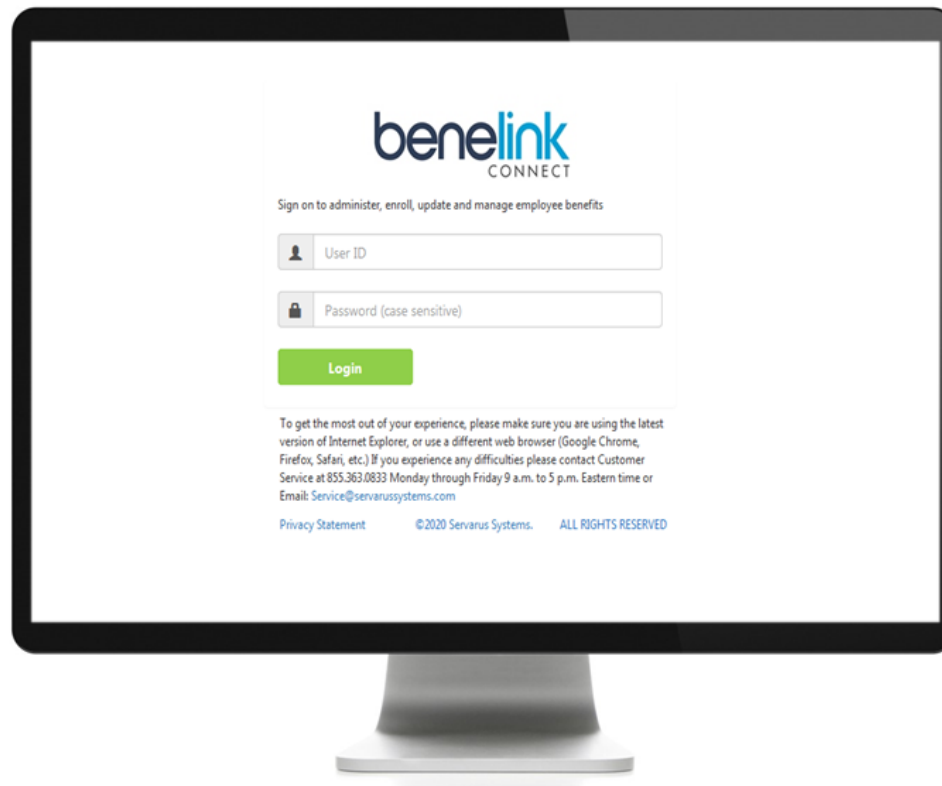 benelink
CONNECT
Sign on to administer, enroll, update and manage employee benefits
User ID
Password (case sensitive)
Login
To get the most out of your experience, please make sure you are using the latest
version of Internet Explorer, or use a different web browser (Google Chrome,
Firefox, Safari, etc.) If you experience any difficulties please contact Customer
Service at 855.363.0833 Monday through Friday 9 a.m. to 5 p.m. Eastern time or
Email: Service@servarussystems.com
Privacy Statement ©2020 Servarus Systems. ALL RIGHTS RESERVED